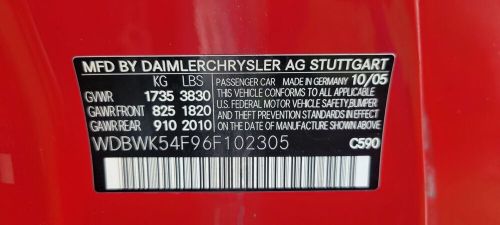 MFD BY DAIMLERCHRYSLER AG STUTTGART
KG LBS PASSENGER CAR MADE IN GERMANY 10/05
GVWR 1735 3830 THIS VEHICLE CONFORMS TO ALL APPLICABLE
GAWR FRONT 825 1820 U.S. FEDERAL MOTOR VEHICLE SAFETY, BUMPER,
GAWR REAR 910 2010 AND THEFT PREVENTION STANDARDS IN EFFECT
ON THE DATE OF MANUFACTURE SHOWN ABOVE.
WDBWK54F96F102305 C590